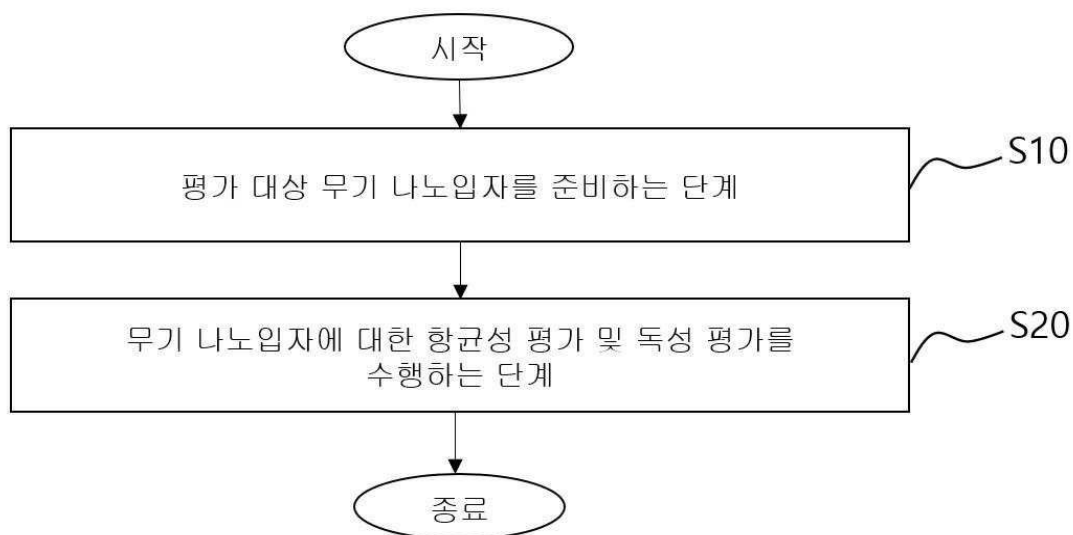 시작
평가 대상 무기 나노입자를 준비하는 단계
S10
무기 나노입자에 대한 항균성 평가 및 독성 평가를
수행하는 단계
S20
종료